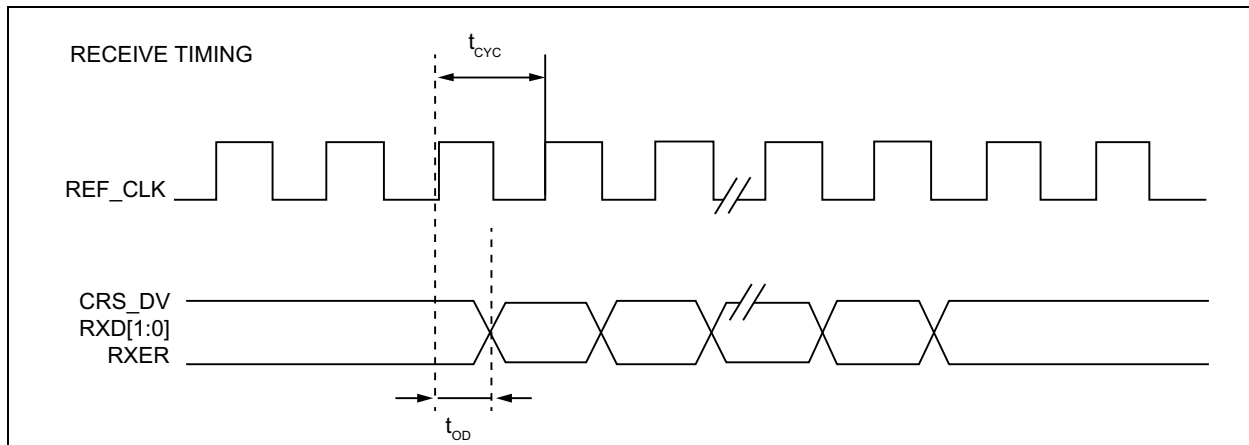 RECEIVE TIMING
tCYC
REF_CLK
CRS_DV
RXD[1:0]
RXER
tOD